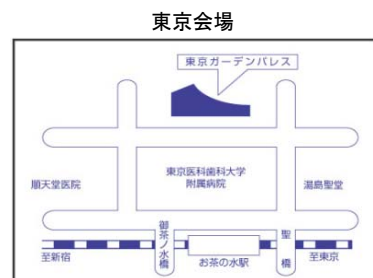 東京会場
東京ガーデンパレス
順天堂医院
東京医科歯科大学
附属病院
湯島聖堂
御茶ノ水橋
聖橋
至新宿
お茶の水駅
至東京